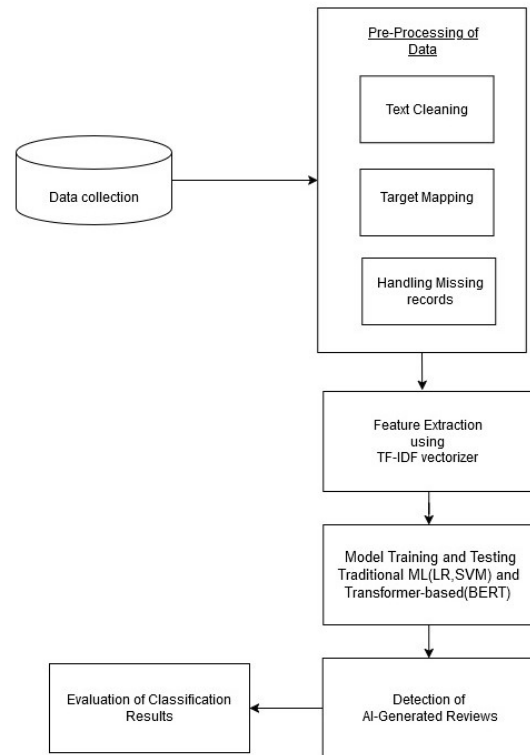 Pre-Processing of
Data
Text Cleaning
Data collection
Target Mapping
Handling Missing
records
Feature Extraction
using
TF-IDF vectorizer
Model Training and Testing
Traditional ML(LR,SVM) and
Transformer-based(BERT)
Evaluation of Classification
Results
Detection of
AI-Generated Reviews